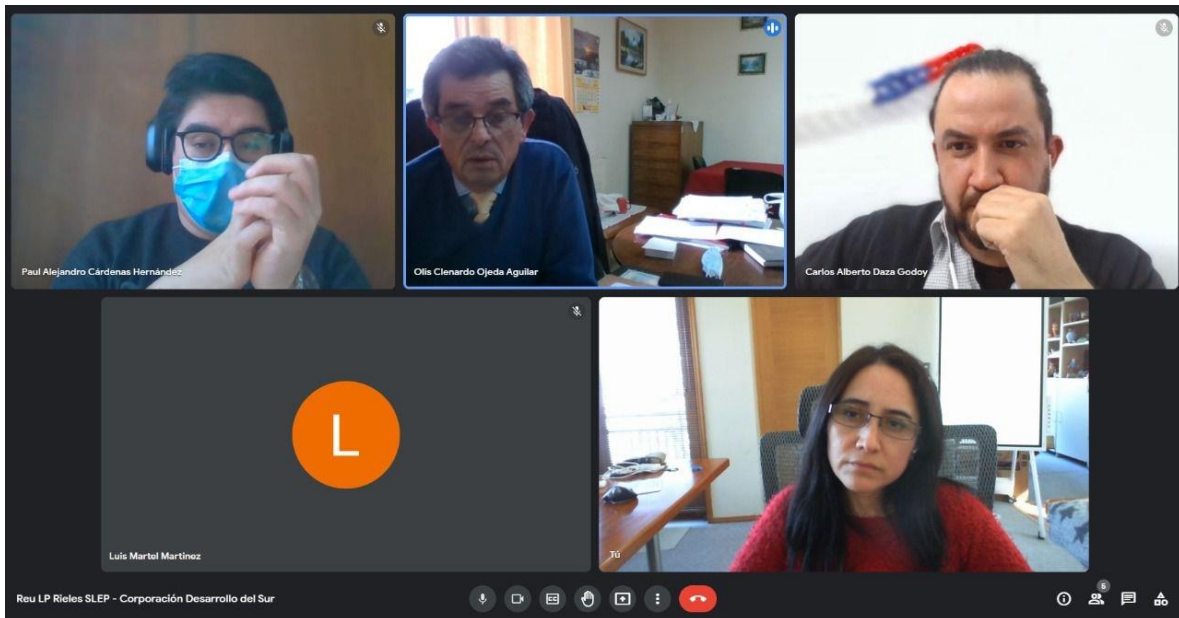 Paul Alejandro Cárdenas Hernández
Olis Clenardo Ojeda Aguilar
Carlos Alberto Daza Godoy
L
Luis Martel Martinez
Tú
Reu LP Rieles SLEP - Corporación Desarrollo del Sur
5